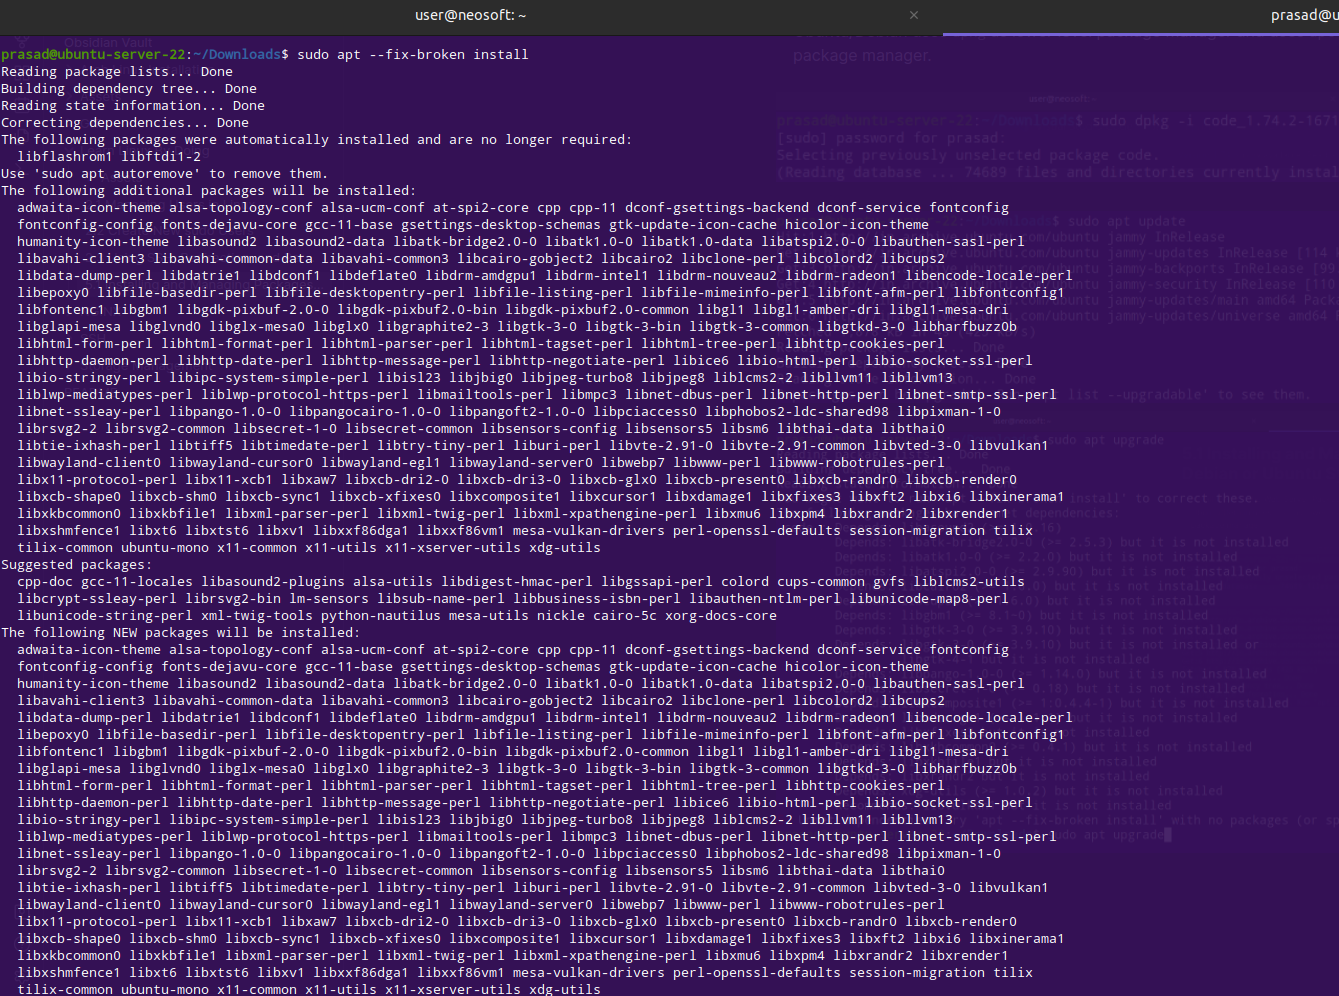 user@neosoft: ~
×
prasad@u
Obsidian Vault
package manager.
prasad@ubuntu-server-22:~/Downloads$ sudo apt --fix-broken install
Reading package lists... Done
Building dependency tree... Done
Reading state information... Done
Correcting dependencies... Done
The following packages were automatically installed and are no longer required:
  libflashrom1 libftdi1-2
Use 'sudo apt autoremove' to remove them.
The following additional packages will be installed:
  adwaita-icon-theme alsa-topology-conf alsa-ucm-conf at-spi2-core cpp cpp-11 dconf-gsettings-backend dconf-service fontconfig
  fontconfig-config fonts-dejavu-core gcc-11-base gsettings-desktop-schemas gtk-update-icon-cache hicolor-icon-theme
  humanity-icon-theme libasound2 libasound2-data libatk-bridge2.0-0 libatk1.0-0 libatk1.0-data libatspi2.0-0 libauthen-sasl-perl
  libavahi-client3 libavahi-common-data libavahi-common3 libcairo-gobject2 libcairo2 libclone-perl libcolord2 libcups2
  libdata-dump-perl libdatrie1 libdconf1 libdeflate0 libdrm-amdgpu1 libdrm-intel1 libdrm-nouveau2 libdrm-radeon1 libencode-locale-perl
  libepoxy0 libfile-basedir-perl libfile-desktopentry-perl libfile-listing-perl libfile-mimeinfo-perl libfont-afm-perl libfontconfig1
  libfontenc1 libgbm1 libgdk-pixbuf-2.0-0 libgdk-pixbuf2.0-bin libgdk-pixbuf2.0-common libgl1 libgl1-amber-dri libgl1-mesa-dri
  libglapi-mesa libglvnd0 libglx-mesa0 libglx0 libgraphite2-3 libgtk-3-0 libgtk-3-bin libgtk-3-common libgtkd-3-0 libharfbuzz0b
  libhtml-form-perl libhtml-format-perl libhtml-parser-perl libhtml-tagset-perl libhtml-tree-perl libhttp-cookies-perl
  libhttp-daemon-perl libhttp-date-perl libhttp-message-perl libhttp-negotiate-perl libice6 libio-html-perl libio-socket-ssl-perl
  libio-stringy-perl libipc-system-simple-perl libisl23 libjbig0 libjpeg-turbo8 libjpeg8 liblcms2-2 libllvm11 libllvm13
  liblwp-mediatypes-perl liblwp-protocol-https-perl libmailtools-perl libmpc3 libnet-dbus-perl libnet-http-perl libnet-smtp-ssl-perl
  libnet-ssleay-perl libpango-1.0-0 libpangocairo-1.0-0 libpangoft2-1.0-0 libpciaccess0 libphobos2-ldc-shared98 libpixman-1-0
  librsvg2-2 librsvg2-common libsecret-1-0 libsecret-common libsensors-config libsensors5 libsm6 libthai-data libthai0
  libtie-ixhash-perl libtiff5 libtimedate-perl libtry-tiny-perl liburi-perl libvte-2.91-0 libvte-2.91-common libvted-3-0 libvulkan1
  libwayland-client0 libwayland-cursor0 libwayland-egl1 libwayland-server0 libwebp7 libwww-perl libwww-robotrules-perl
  libx11-protocol-perl libx11-xcb1 libxaw7 libxcb-dri2-0 libxcb-dri3-0 libxcb-glx0 libxcb-present0 libxcb-randr0 libxcb-render0
  libxcb-shape0 libxcb-shm0 libxcb-sync1 libxcb-xfixes0 libxcomposite1 libxcursor1 libxdamage1 libxfixes3 libxft2 libxi6 libxinerama1
  libxkbcommon0 libxkbfile1 libxml-parser-perl libxml-twig-perl libxml-xpathengine-perl libxmu6 libxpm4 libxrandr2 libxrender1
  libxshmfence1 libxt6 libxtst6 libxv1 libxxf86dga1 libxxf86vm1 mesa-vulkan-drivers perl-openssl-defaults session-migration tilix
  tilix-common ubuntu-mono x11-common x11-utils x11-xserver-utils xdg-utils
Suggested packages:
  cpp-doc gcc-11-locales libasound2-plugins alsa-utils libdigest-hmac-perl libgssapi-perl colord cups-common gvfs liblcms2-utils
  libcrypt-ssleay-perl librsvg2-bin lm-sensors libsub-name-perl libbusiness-isbn-perl libauthen-ntlm-perl libunicode-map8-perl
  libunicode-string-perl xml-twig-tools python-nautilus mesa-utils nickle cairo-5c xorg-docs-core
The following NEW packages will be installed:
  adwaita-icon-theme alsa-topology-conf alsa-ucm-conf at-spi2-core cpp cpp-11 dconf-gsettings-backend dconf-service fontconfig
  fontconfig-config fonts-dejavu-core gcc-11-base gsettings-desktop-schemas gtk-update-icon-cache hicolor-icon-theme
  humanity-icon-theme libasound2 libasound2-data libatk-bridge2.0-0 libatk1.0-0 libatk1.0-data libatspi2.0-0 libauthen-sasl-perl
  libavahi-client3 libavahi-common-data libavahi-common3 libcairo-gobject2 libcairo2 libclone-perl libcolord2 libcups2
  libdata-dump-perl libdatrie1 libdconf1 libdeflate0 libdrm-amdgpu1 libdrm-intel1 libdrm-nouveau2 libdrm-radeon1 libencode-locale-perl
  libepoxy0 libfile-basedir-perl libfile-desktopentry-perl libfile-listing-perl libfile-mimeinfo-perl libfont-afm-perl libfontconfig1
  libfontenc1 libgbm1 libgdk-pixbuf-2.0-0 libgdk-pixbuf2.0-bin libgdk-pixbuf2.0-common libgl1 libgl1-amber-dri libgl1-mesa-dri
  libglapi-mesa libglvnd0 libglx-mesa0 libglx0 libgraphite2-3 libgtk-3-0 libgtk-3-bin libgtk-3-common libgtkd-3-0 libharfbuzz0b
  libhtml-form-perl libhtml-format-perl libhtml-parser-perl libhtml-tagset-perl libhtml-tree-perl libhttp-cookies-perl
  libhttp-daemon-perl libhttp-date-perl libhttp-message-perl libhttp-negotiate-perl libice6 libio-html-perl libio-socket-ssl-perl
  libio-stringy-perl libipc-system-simple-perl libisl23 libjbig0 libjpeg-turbo8 libjpeg8 liblcms2-2 libllvm11 libllvm13
  liblwp-mediatypes-perl liblwp-protocol-https-perl libmailtools-perl libmpc3 libnet-dbus-perl libnet-http-perl libnet-smtp-ssl-perl
  libnet-ssleay-perl libpango-1.0-0 libpangocairo-1.0-0 libpangoft2-1.0-0 libpciaccess0 libphobos2-ldc-shared98 libpixman-1-0
  librsvg2-2 librsvg2-common libsecret-1-0 libsecret-common libsensors-config libsensors5 libsm6 libthai-data libthai0
  libtie-ixhash-perl libtiff5 libtimedate-perl libtry-tiny-perl liburi-perl libvte-2.91-0 libvte-2.91-common libvted-3-0 libvulkan1
  libwayland-client0 libwayland-cursor0 libwayland-egl1 libwayland-server0 libwebp7 libwww-perl libwww-robotrules-perl
  libx11-protocol-perl libx11-xcb1 libxaw7 libxcb-dri2-0 libxcb-dri3-0 libxcb-glx0 libxcb-present0 libxcb-randr0 libxcb-render0
  libxcb-shape0 libxcb-shm0 libxcb-sync1 libxcb-xfixes0 libxcomposite1 libxcursor1 libxdamage1 libxfixes3 libxft2 libxi6 libxinerama1
  libxkbcommon0 libxkbfile1 libxml-parser-perl libxml-twig-perl libxml-xpathengine-perl libxmu6 libxpm4 libxrandr2 libxrender1
  libxshmfence1 libxt6 libxtst6 libxv1 libxxf86dga1 libxxf86vm1 mesa-vulkan-drivers perl-openssl-defaults session-migration tilix
  tilix-common ubuntu-mono x11-common x11-utils x11-xserver-utils xdg-utils